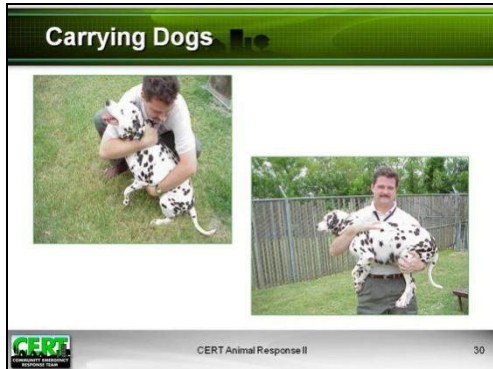 Carrying Dogs
CERT
COMMUNITY EMERGENCY
RESPONSE TEAM
CERT Animal Response II
30